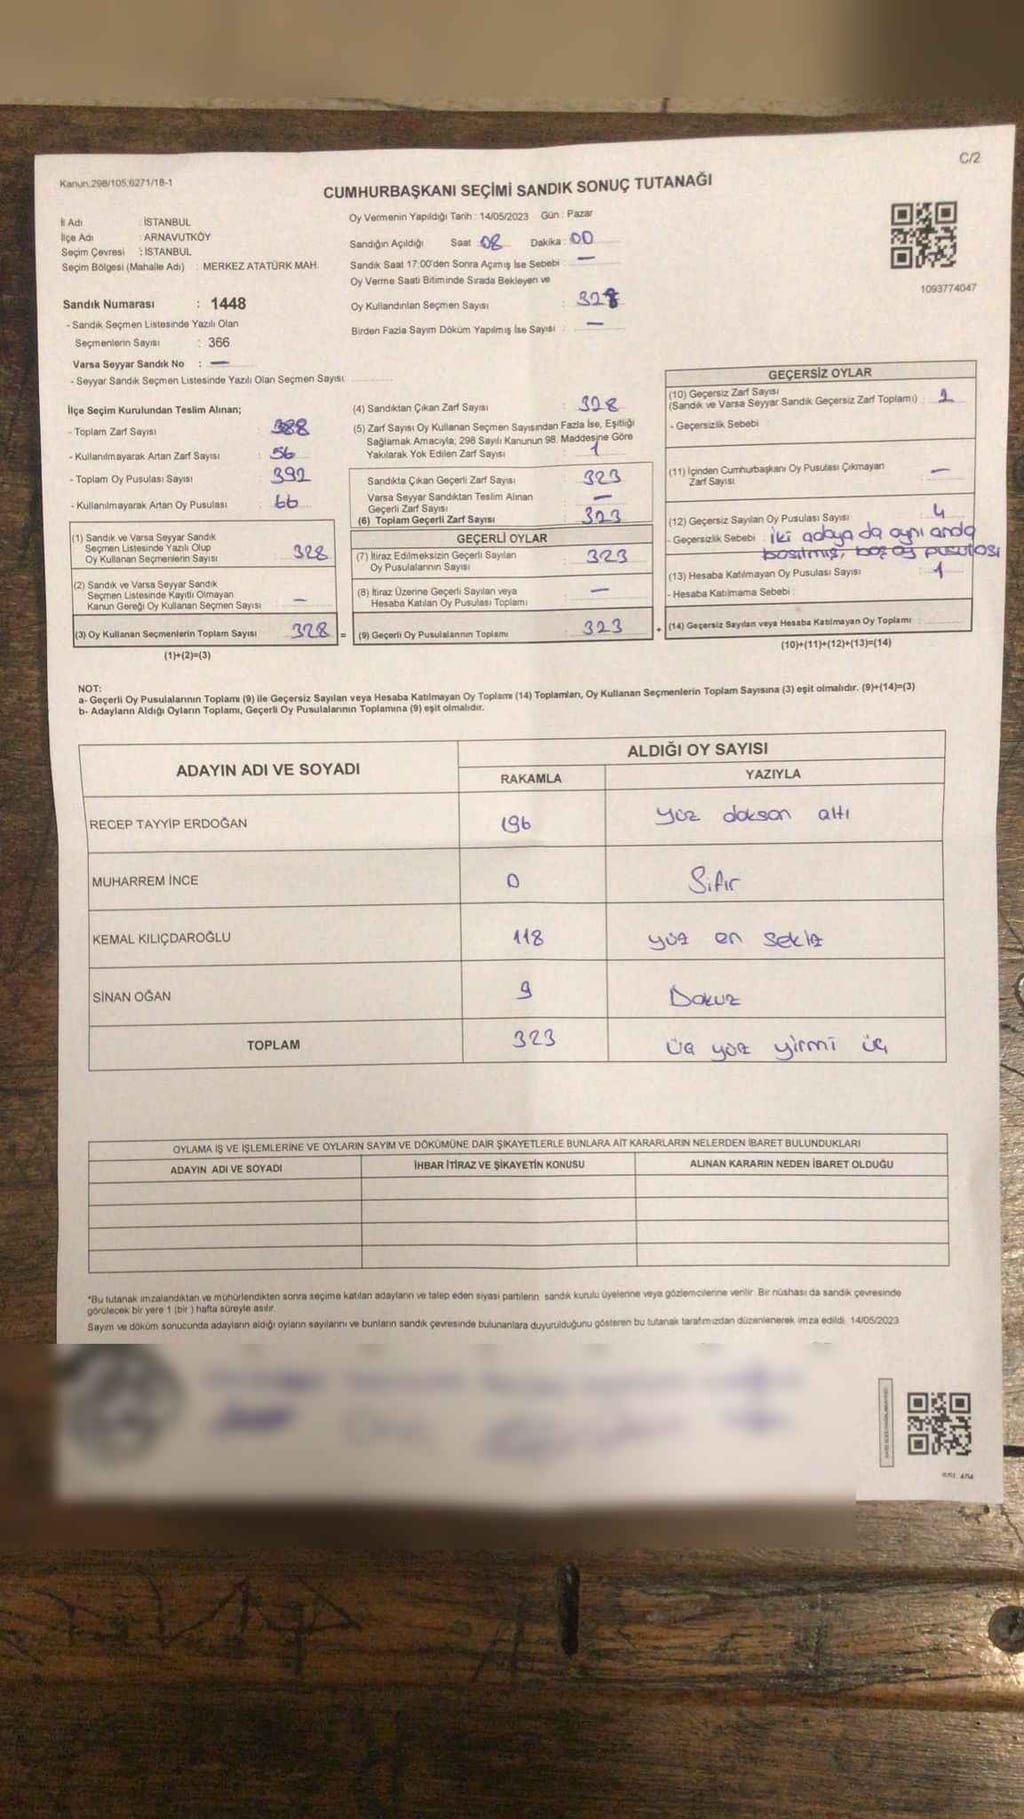 C/2
Kanun.298/105,6271/18-1
CUMHURBAŞKANI SEÇİMİ SANDIK SONUÇ TUTANAĞI
İl Adı : İSTANBUL
İlçe Adı : ARNAVUTKÖY
Seçim Çevresi : İSTANBUL
Seçim Bölgesi (Mahalle Adı) : MERKEZ ATATÜRK MAH.
Oy Vermenin Yapıldığı Tarih : 14/05/2023 Gün : Pazar
Sandığın Açıldığı Saat 08 Dakika : 00
Sandık Saat 17:00'den Sonra Açımış İse Sebebi : —
Oy Verme Saati Bitiminde Sırada Bekleyen ve
Oy Kullandırılan Seçmen Sayısı : 328
Birden Fazla Sayım Döküm Yapılmış İse Sayısı : —
1093774047
Sandık Numarası : 1448
- Sandık Seçmen Listesinde Yazılı Olan
Seçmenlerin Sayısı : 366
Varsa Seyyar Sandık No : —
- Seyyar Sandık Seçmen Listesinde Yazılı Olan Seçmen Sayısı:
İlçe Seçim Kurulundan Teslim Alınan;
- Toplam Zarf Sayısı :
- Kullanılmayarak Artan Zarf Sayısı : 56
- Toplam Oy Pusulası Sayısı : 392
- Kullanılmayarak Artan Oy Pusulası : 66
(1) Sandık ve Varsa Seyyar Sandık
Seçmen Listesinde Yazılı Olup
Oy Kullanan Seçmenlerin Sayısı 328
(2) Sandık ve Varsa Seyyar Sandık
Seçmen Listesinde Kayıtlı Olmayan
Kanun Gereği Oy Kullanan Seçmen Sayısı —
(3) Oy Kullanan Seçmenlerin Toplam Sayısı 328 =
(1)+(2)=(3)
(4) Sandıktan Çıkan Zarf Sayısı : 328
(5) Zarf Sayısı Oy Kullanan Seçmen Sayısından Fazla İse, Eşitliği
Sağlamak Amacıyla, 298 Sayılı Kanunun 98. Maddesine Göre
Yakılarak Yok Edilen Zarf Sayısı : 1
Sandıkta Çıkan Geçerli Zarf Sayısı 323
Varsa Seyyar Sandıktan Teslim Alınan
Geçerli Zarf Sayısı —
(6) Toplam Geçerli Zarf Sayısı 323
GEÇERLİ OYLAR
(7) İtiraz Edilmeksizin Geçerli Sayılan
Oy Pusulalarının Sayısı 323
(8) İtiraz Üzerine Geçerli Sayılan veya
Hesaba Katılan Oy Pusulası Toplamı —
(9) Geçerli Oy Pusulalarının Toplamı 323 +
GEÇERSİZ OYLAR
(10) Geçersiz Zarf Sayısı
(Sandık ve Varsa Seyyar Sandık Geçersiz Zarf Toplamı) :
- Geçersizlik Sebebi
(11) İçinden Cumhurbaşkanı Oy Pusulası Çıkmayan
Zarf Sayısı —
(12) Geçersiz Sayılan Oy Pusulası Sayısı 4
- Geçersizlik Sebebi : iki adaya da aynı anda
basılmış, boş oy pusulası
(13) Hesaba Katılmayan Oy Pusulası Sayısı : 1
- Hesaba Katılmama Sebebi :
(14) Geçersiz Sayılan veya Hesaba Katılmayan Oy Toplamı :
(10)+(11)+(12)+(13)=(14)
NOT:
a- Geçerli Oy Pusulalarının Toplamı (9) ile Geçersiz Sayılan veya Hesaba Katılmayan Oy Toplamı (14) Toplamları, Oy Kullanan Seçmenlerin Toplam Sayısına (3) eşit olmalıdır. (9)+(14)=(3)
b- Adayların Aldığı Oyların Toplamı, Geçerli Oy Pusulalarının Toplamına (9) eşit olmalıdır.
ADAYIN ADI VE SOYADI ALDIĞI OY SAYISI
RAKAMLA YAZIYLA
RECEP TAYYİP ERDOĞAN 196 yüz doksan altı
MUHARREM İNCE 0 Sıfır
KEMAL KILIÇDAROĞLU 118 yüz on sekiz
SİNAN OĞAN 9 Dokuz
TOPLAM 323 üç yüz yirmi üç
OYLAMA İŞ VE İŞLEMLERİNE VE OYLARIN SAYIM VE DÖKÜMÜNE DAİR ŞİKAYETLERLE BUNLARA AİT KARARLARIN NELERDEN İBARET BULUNDUKLARI
ADAYIN ADI VE SOYADI İHBAR İTİRAZ VE ŞİKAYETİN KONUSU ALINAN KARARIN NEDEN İBARET OLDUĞU
*Bu tutanak imzalandıktan ve mühürlendikten sonra seçime katılan adayların ve talep eden siyasi partilerin sandık kurulu üyelerine veya gözlemcilerine verilir. Bir nüshası da sandık çevresinde
görülecek bir yere 1 (bir) hafta süreyle asılır.
Sayım ve döküm sonucunda adayların aldığı oyların sayılarını ve bunların sandık çevresinde bulunanlara duyurulduğunu gösteren bu tutanak tarafımızdan düzenlenerek imza edildi. 14/05/2023